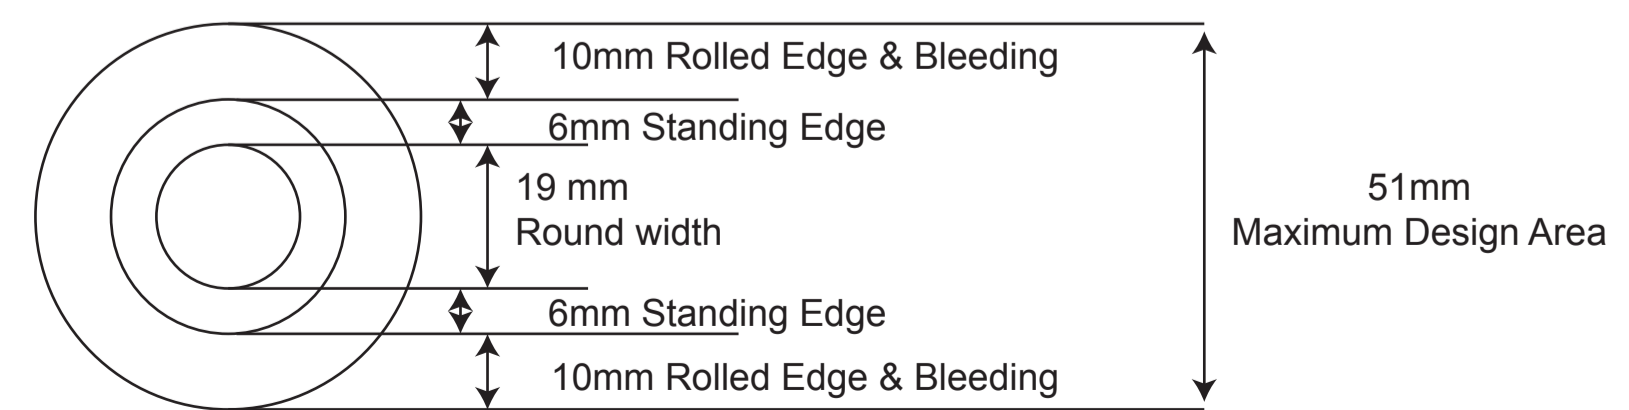 10mm Rolled Edge & Bleeding
6mm Standing Edge
19 mm
Round width
6mm Standing Edge
10mm Rolled Edge & Bleeding
51mm
Maximum Design Area